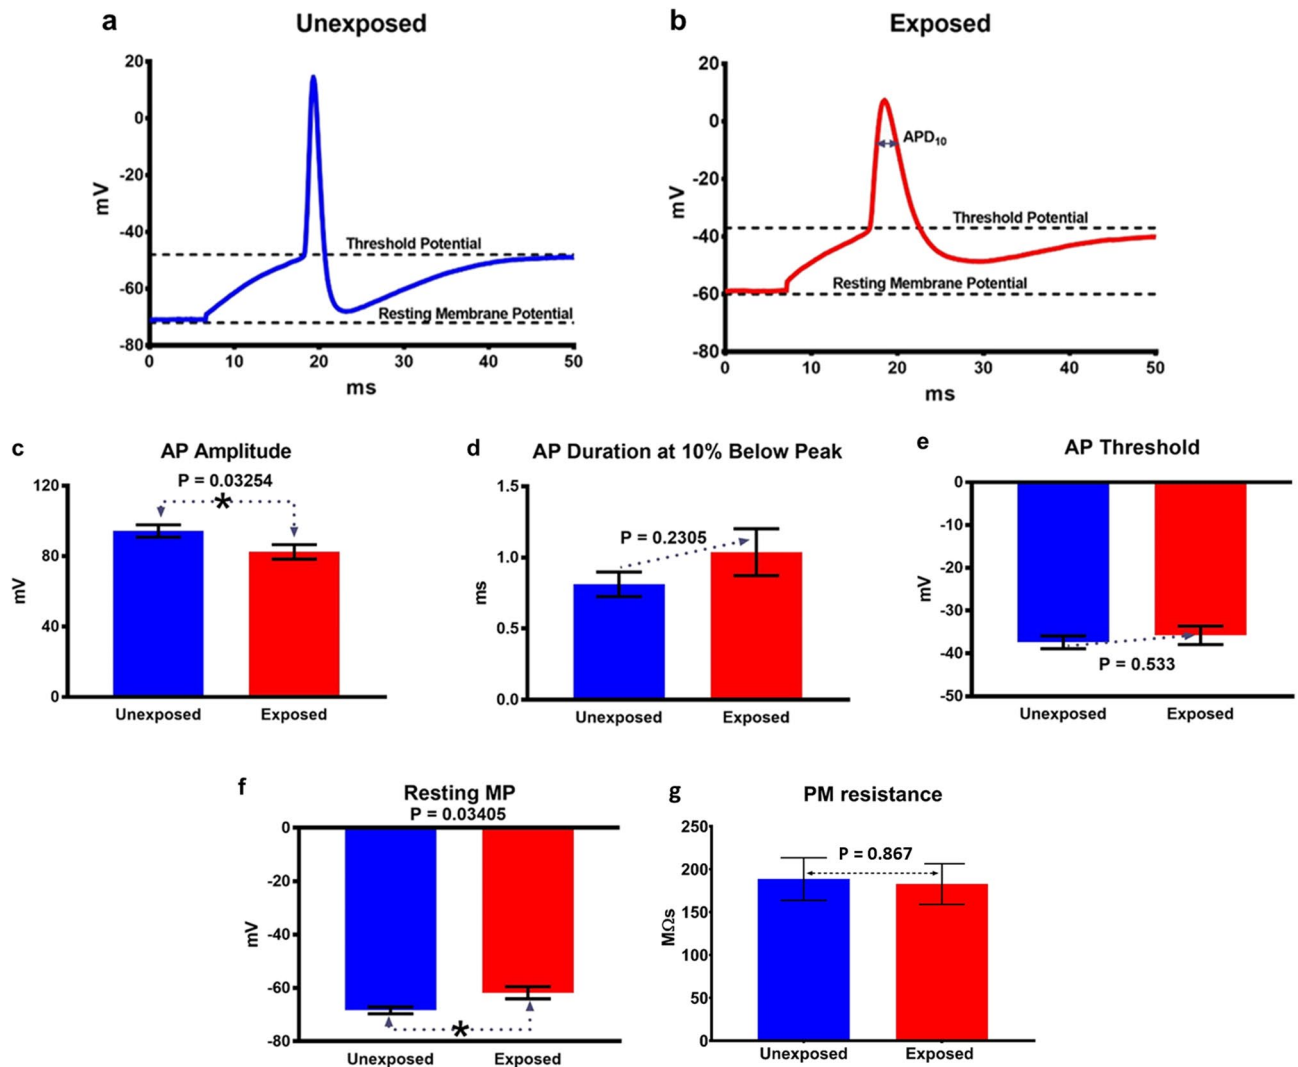 a Unexposed
20
0
-20
-40
-60
-80
mV
Threshold Potential
Resting Membrane Potential
0 10 20 30 40 50
ms
b Exposed
20
0
-20
-40
-60
-80
mV
APD10
Threshold Potential
Resting Membrane Potential
0 10 20 30 40 50
ms
c AP Amplitude
P = 0.03254
*
120
80
40
0
mV
Unexposed Exposed
d AP Duration at 10% Below Peak
1.5
1.0
0.5
0.0
ms
P = 0.2305
Unexposed Exposed
e AP Threshold
0
-10
-20
-30
-40
-50
mV
P = 0.533
Unexposed Exposed
f Resting MP
P = 0.03405
0
-20
-40
-60
-80
mV
*
Unexposed Exposed
g PM resistance
250
200
150
100
50
0
MΩs
P = 0.867
Unexposed Exposed